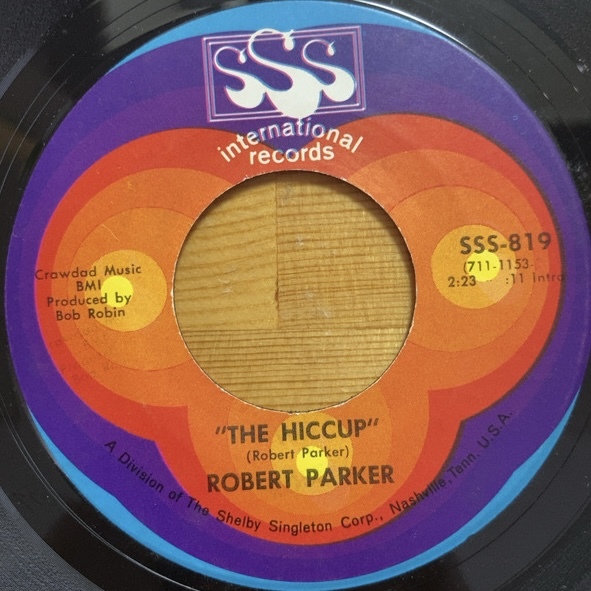 SSS
international
records
SSS-819
(711-1153-
2:23 :11 Intro
Crawdad Music
BMI
Produced by
Bob Robin
"THE HICCUP"
(Robert Parker)
ROBERT PARKER
A Division of The Shelby Singleton Corp., Nashville, Tann. U.S.A.